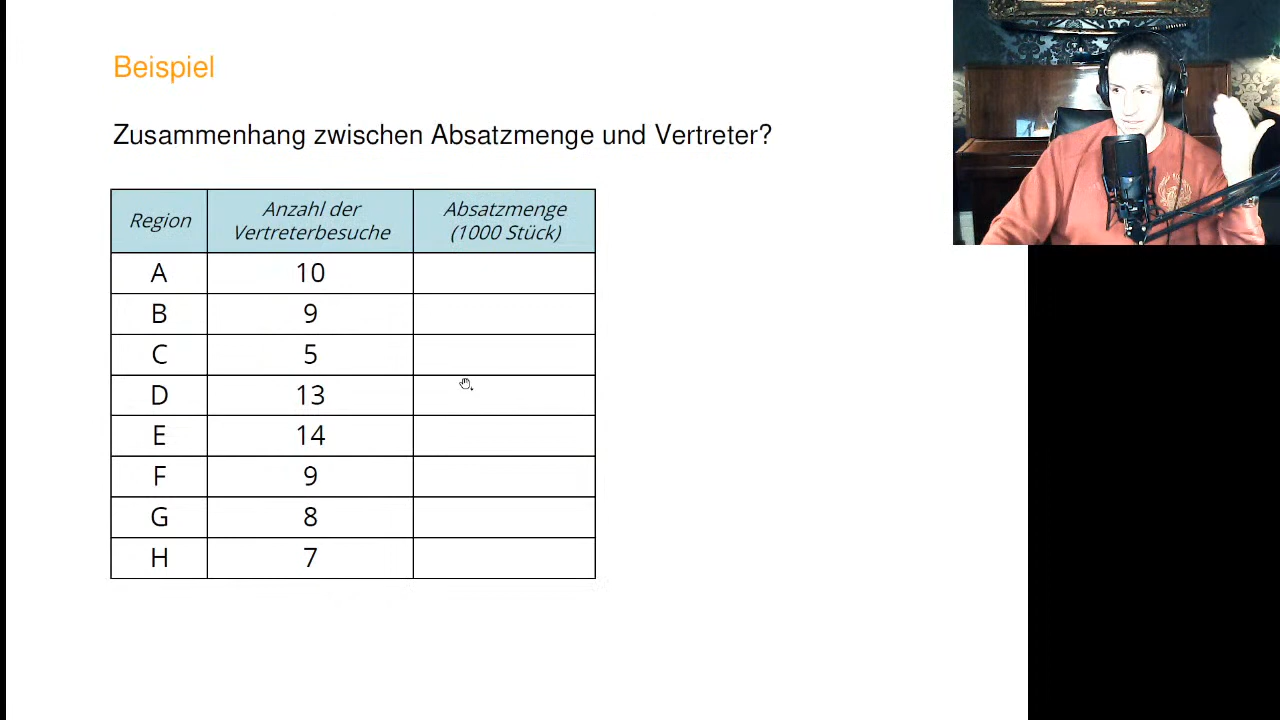 Beispiel
Zusammenhang zwischen Absatzmenge und Vertreter?
Region Anzahl der Vertreterbesuche Absatzmenge (1000 Stück)
A 10
B 9
C 5
D 13
E 14
F 9
G 8
H 7